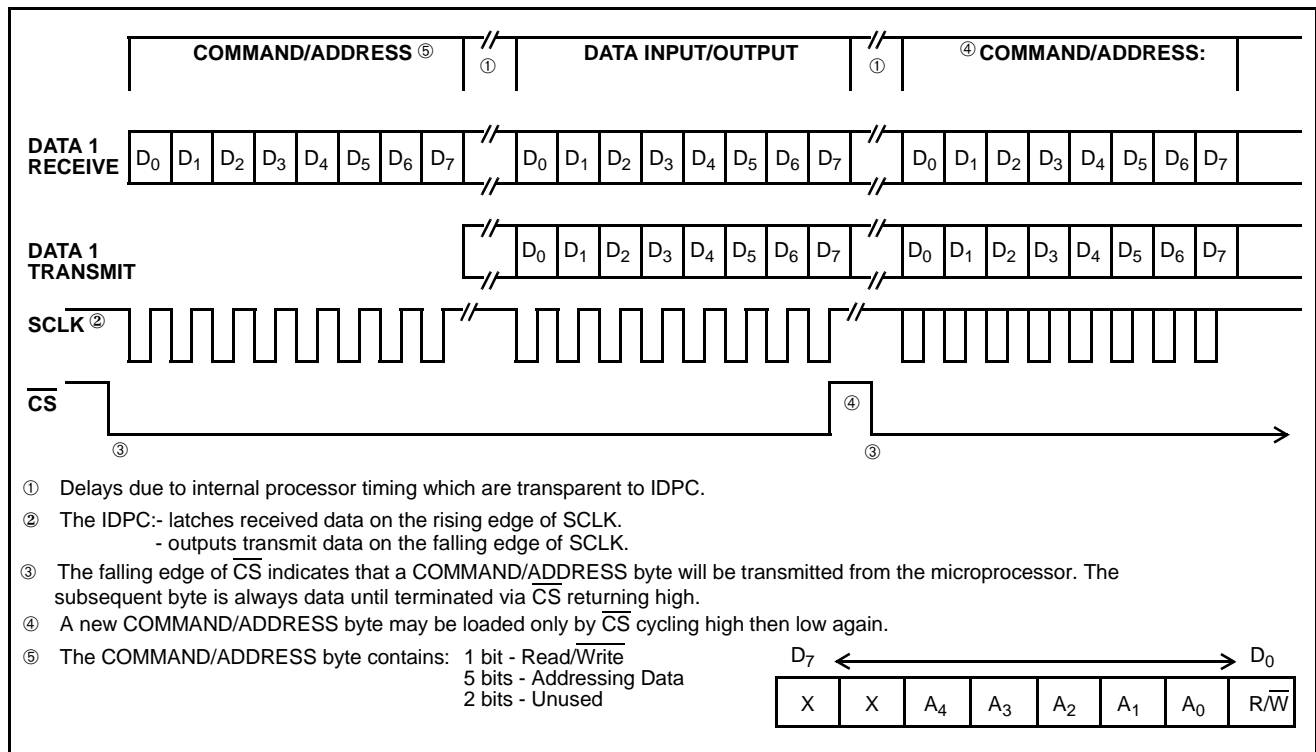 COMMAND/ADDRESS ⑤ ① DATA INPUT/OUTPUT ① ④ COMMAND/ADDRESS:
DATA 1
RECEIVE
D0 D1 D2 D3 D4 D5 D6 D7 D0 D1 D2 D3 D4 D5 D6 D7 D0 D1 D2 D3 D4 D5 D6 D7
DATA 1
TRANSMIT
D0 D1 D2 D3 D4 D5 D6 D7 D0 D1 D2 D3 D4 D5 D6 D7
SCLK ②
CS ④
③ ③
① Delays due to internal processor timing which are transparent to IDPC.
② The IDPC:- latches received data on the rising edge of SCLK.
- outputs transmit data on the falling edge of SCLK.
③ The falling edge of CS indicates that a COMMAND/ADDRESS byte will be transmitted from the microprocessor. The
subsequent byte is always data until terminated via CS returning high.
④ A new COMMAND/ADDRESS byte may be loaded only by CS cycling high then low again.
⑤ The COMMAND/ADDRESS byte contains: 1 bit - Read/Write
5 bits - Addressing Data
2 bits - Unused
D7 D0
X X A4 A3 A2 A1 A0 R/W